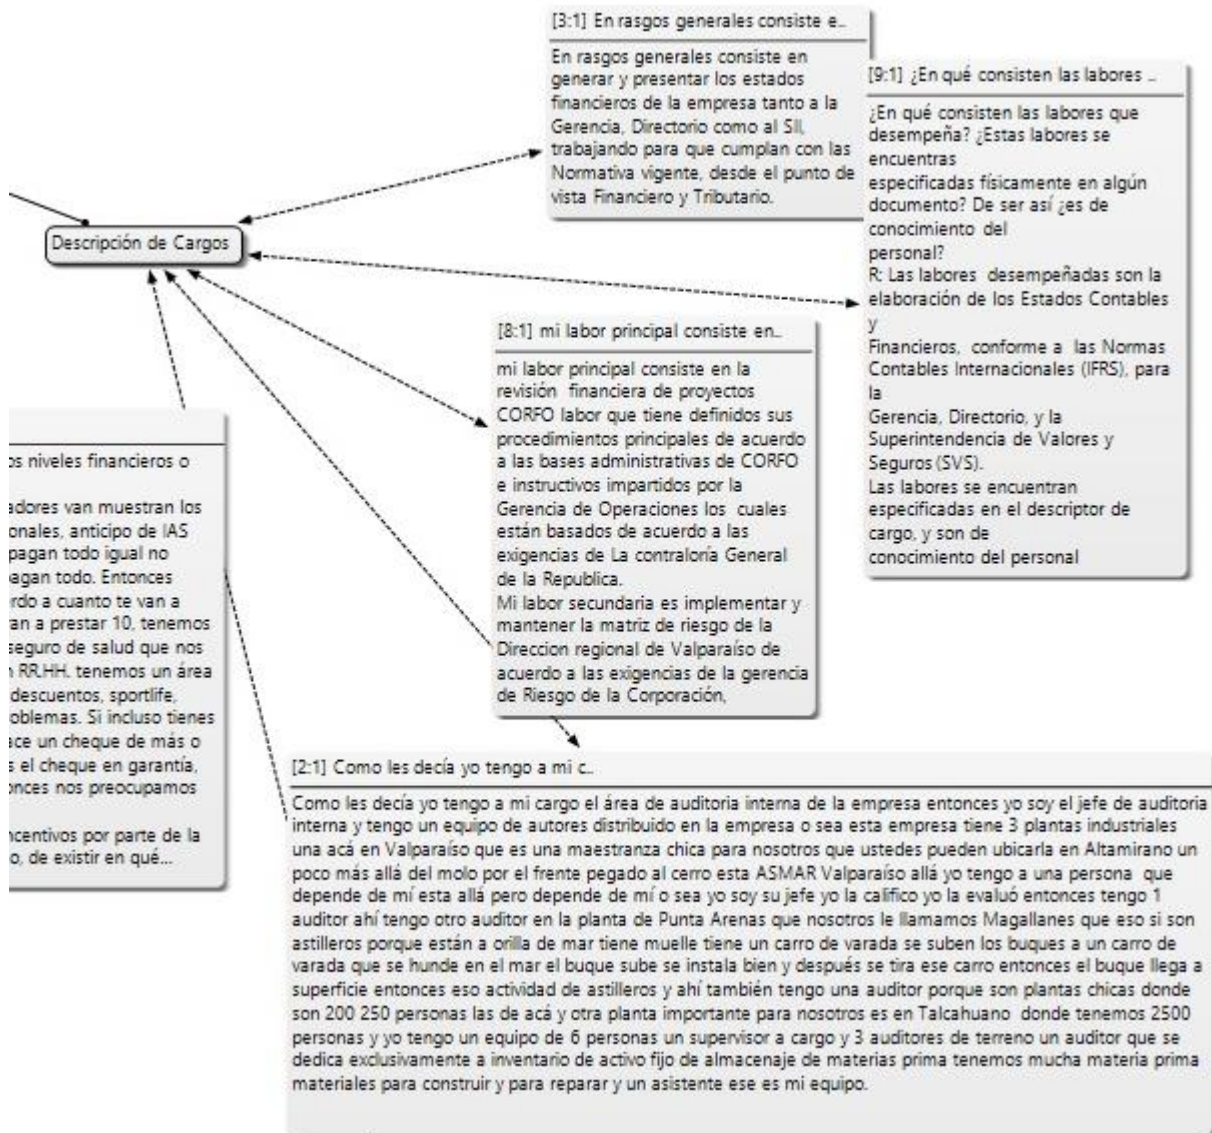 [3:1] En rasgos generales consiste e..
En rasgos generales consiste en
generar y presentar los estados
financieros de la empresa tanto a la
Gerencia, Directorio como al SII,
trabajando para que cumplan con las
Normativa vigente, desde el punto de
vista Financiero y Tributario.
[9:1] ¿En qué consisten las labores ..
¿En qué consisten las labores que
desempeña? ¿Estas labores se
encuentras
especificadas físicamente en algún
documento? De ser así ¿es de
conocimiento del
personal?
R: Las labores desempeñadas son la
elaboración de los Estados Contables
y
Financieros, conforme a las Normas
Contables Internacionales (IFRS), para
la
Gerencia, Directorio, y la
Superintendencia de Valores y
Seguros (SVS).
Las labores se encuentran
especificadas en el descriptor de
cargo, y son de
conocimiento del personal
Descripción de Cargos
[8:1] mi labor principal consiste en..
mi labor principal consiste en la
revisión financiera de proyectos
CORFO labor que tiene definidos sus
procedimientos principales de acuerdo
a las bases administrativas de CORFO
e instructivos impartidos por la
Gerencia de Operaciones los cuales
están basados de acuerdo a las
exigencias de La contraloría General
de la Republica.
Mi labor secundaria es implementar y
mantener la matriz de riesgo de la
Direccion regional de Valparaíso de
acuerdo a las exigencias de la gerencia
de Riesgo de la Corporación,
os niveles financieros o
adores van muestran los
onales, anticipo de IAS
pagan todo igual no
agan todo. Entonces
rdo a cuanto te van a
an a prestar 10, tenemos
seguro de salud que nos
RR.HH. tenemos un área
descuentos, sportlife,
oblemas. Si incluso tienes
ace un cheque de más o
s el cheque en garantía,
onces nos preocupamos
ncentivos por parte de la
o, de existir en qué...
[2:1] Como les decía yo tengo a mi c..
Como les decía yo tengo a mi cargo el área de auditoria interna de la empresa entonces yo soy el jefe de auditoria
interna y tengo un equipo de autores distribuido en la empresa o sea esta empresa tiene 3 plantas industriales
una acá en Valparaíso que es una maestranza chica para nosotros que ustedes pueden ubicarla en Altamirano un
poco más allá del molo por el frente pegado al cerro esta ASMAR Valparaíso allá yo tengo a una persona que
depende de mí esta allá pero depende de mí o sea yo soy su jefe yo la califico yo la evaluó entonces tengo 1
auditor ahí tengo otro auditor en la planta de Punta Arenas que nosotros le llamamos Magallanes que eso si son
astilleros porque están a orilla de mar tiene muelle tiene un carro de varada se suben los buques a un carro de
varada que se hunde en el mar el buque sube se instala bien y después se tira ese carro entonces el buque llega a
superficie entonces eso actividad de astilleros y ahí también tengo una auditor porque son plantas chicas donde
son 200 250 personas las de acá y otra planta importante para nosotros es en Talcahuano donde tenemos 2500
personas y yo tengo un equipo de 6 personas un supervisor a cargo y 3 auditores de terreno un auditor que se
dedica exclusivamente a inventario de activo fijo de almacenaje de materias prima tenemos mucha materia prima
materiales para construir y para reparar y un asistente ese es mi equipo.